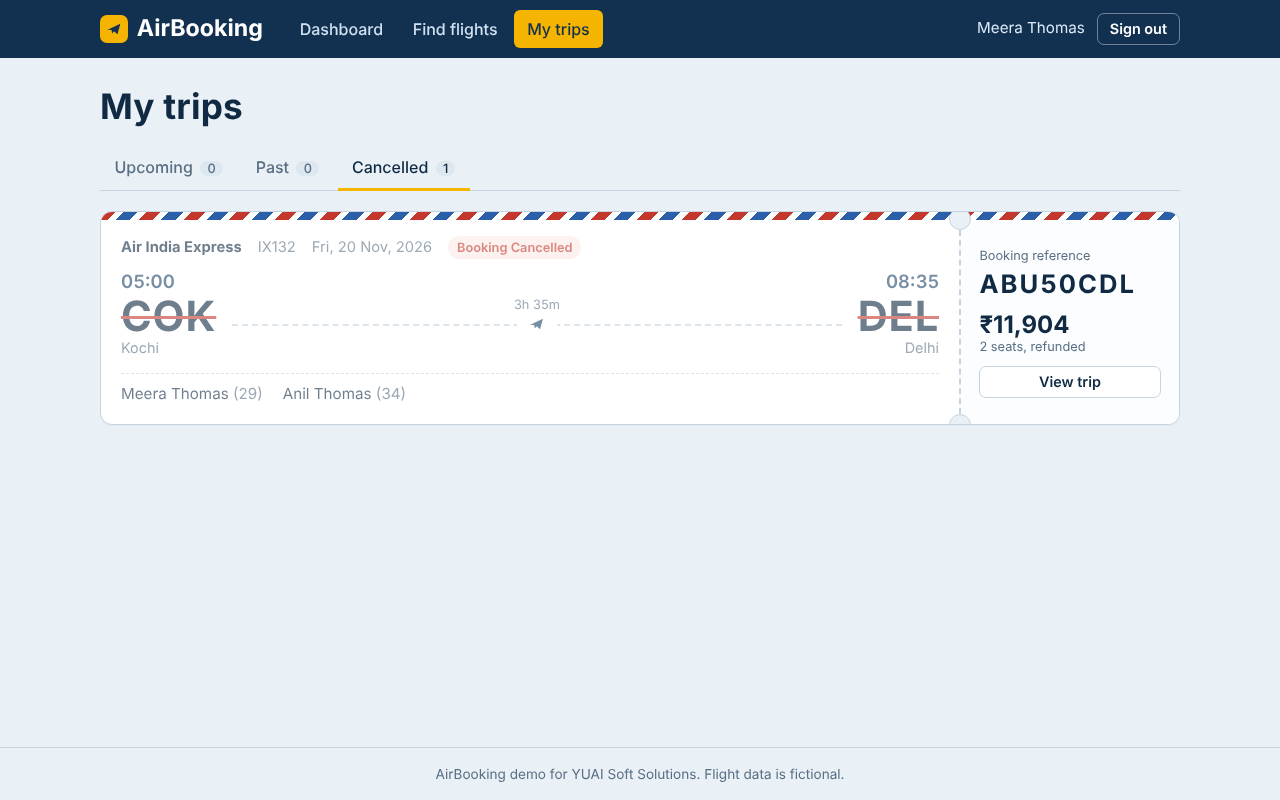 AirBooking Dashboard Find flights My trips Meera Thomas Sign out
My trips
Upcoming 0 Past 0 Cancelled 1
Air India Express IX132 Fri, 20 Nov, 2026 Booking Cancelled
05:00 08:35
COK 3h 35m DEL
Kochi Delhi
Meera Thomas (29) Anil Thomas (34)
Booking reference
ABU50CDL
₹11,904
2 seats, refunded
View trip
AirBooking demo for YUAI Soft Solutions. Flight data is fictional.